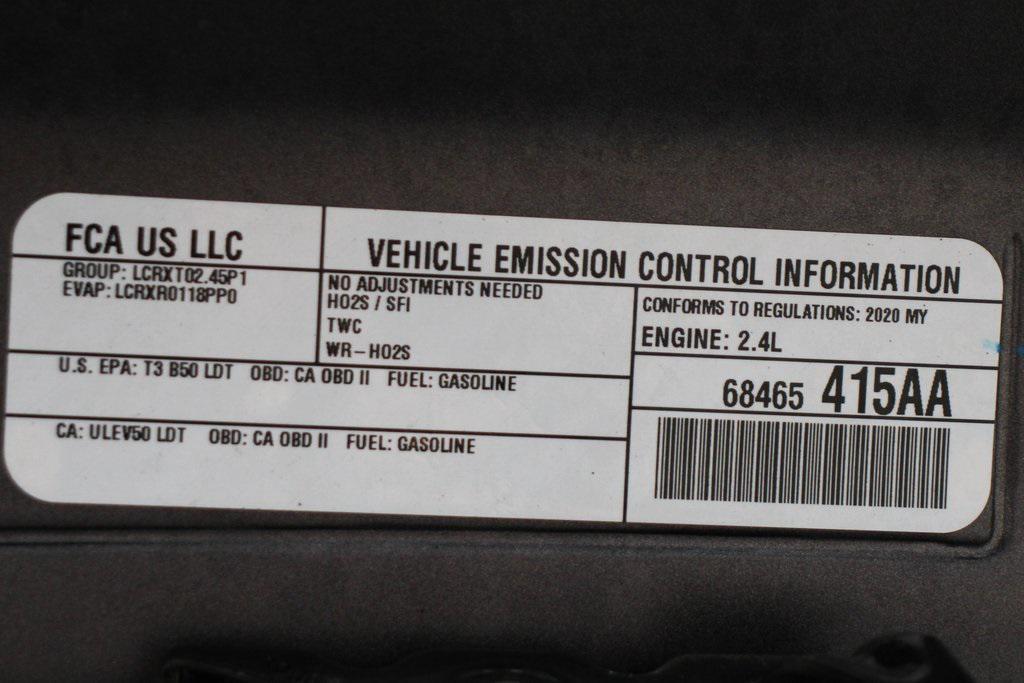 FCA US LLC
VEHICLE EMISSION CONTROL INFORMATION
GROUP: LCRXT02.45P1
EVAP: LCRXR0118PP0
NO ADJUSTMENTS NEEDED
HO2S / SFI
TWC
WR-HO2S
CONFORMS TO REGULATIONS: 2020 MY
ENGINE: 2.4L
U.S. EPA: T3 B50 LDT OBD: CA OBD II FUEL: GASOLINE
68465 415AA
CA: ULEV50 LDT OBD: CA OBD II FUEL: GASOLINE